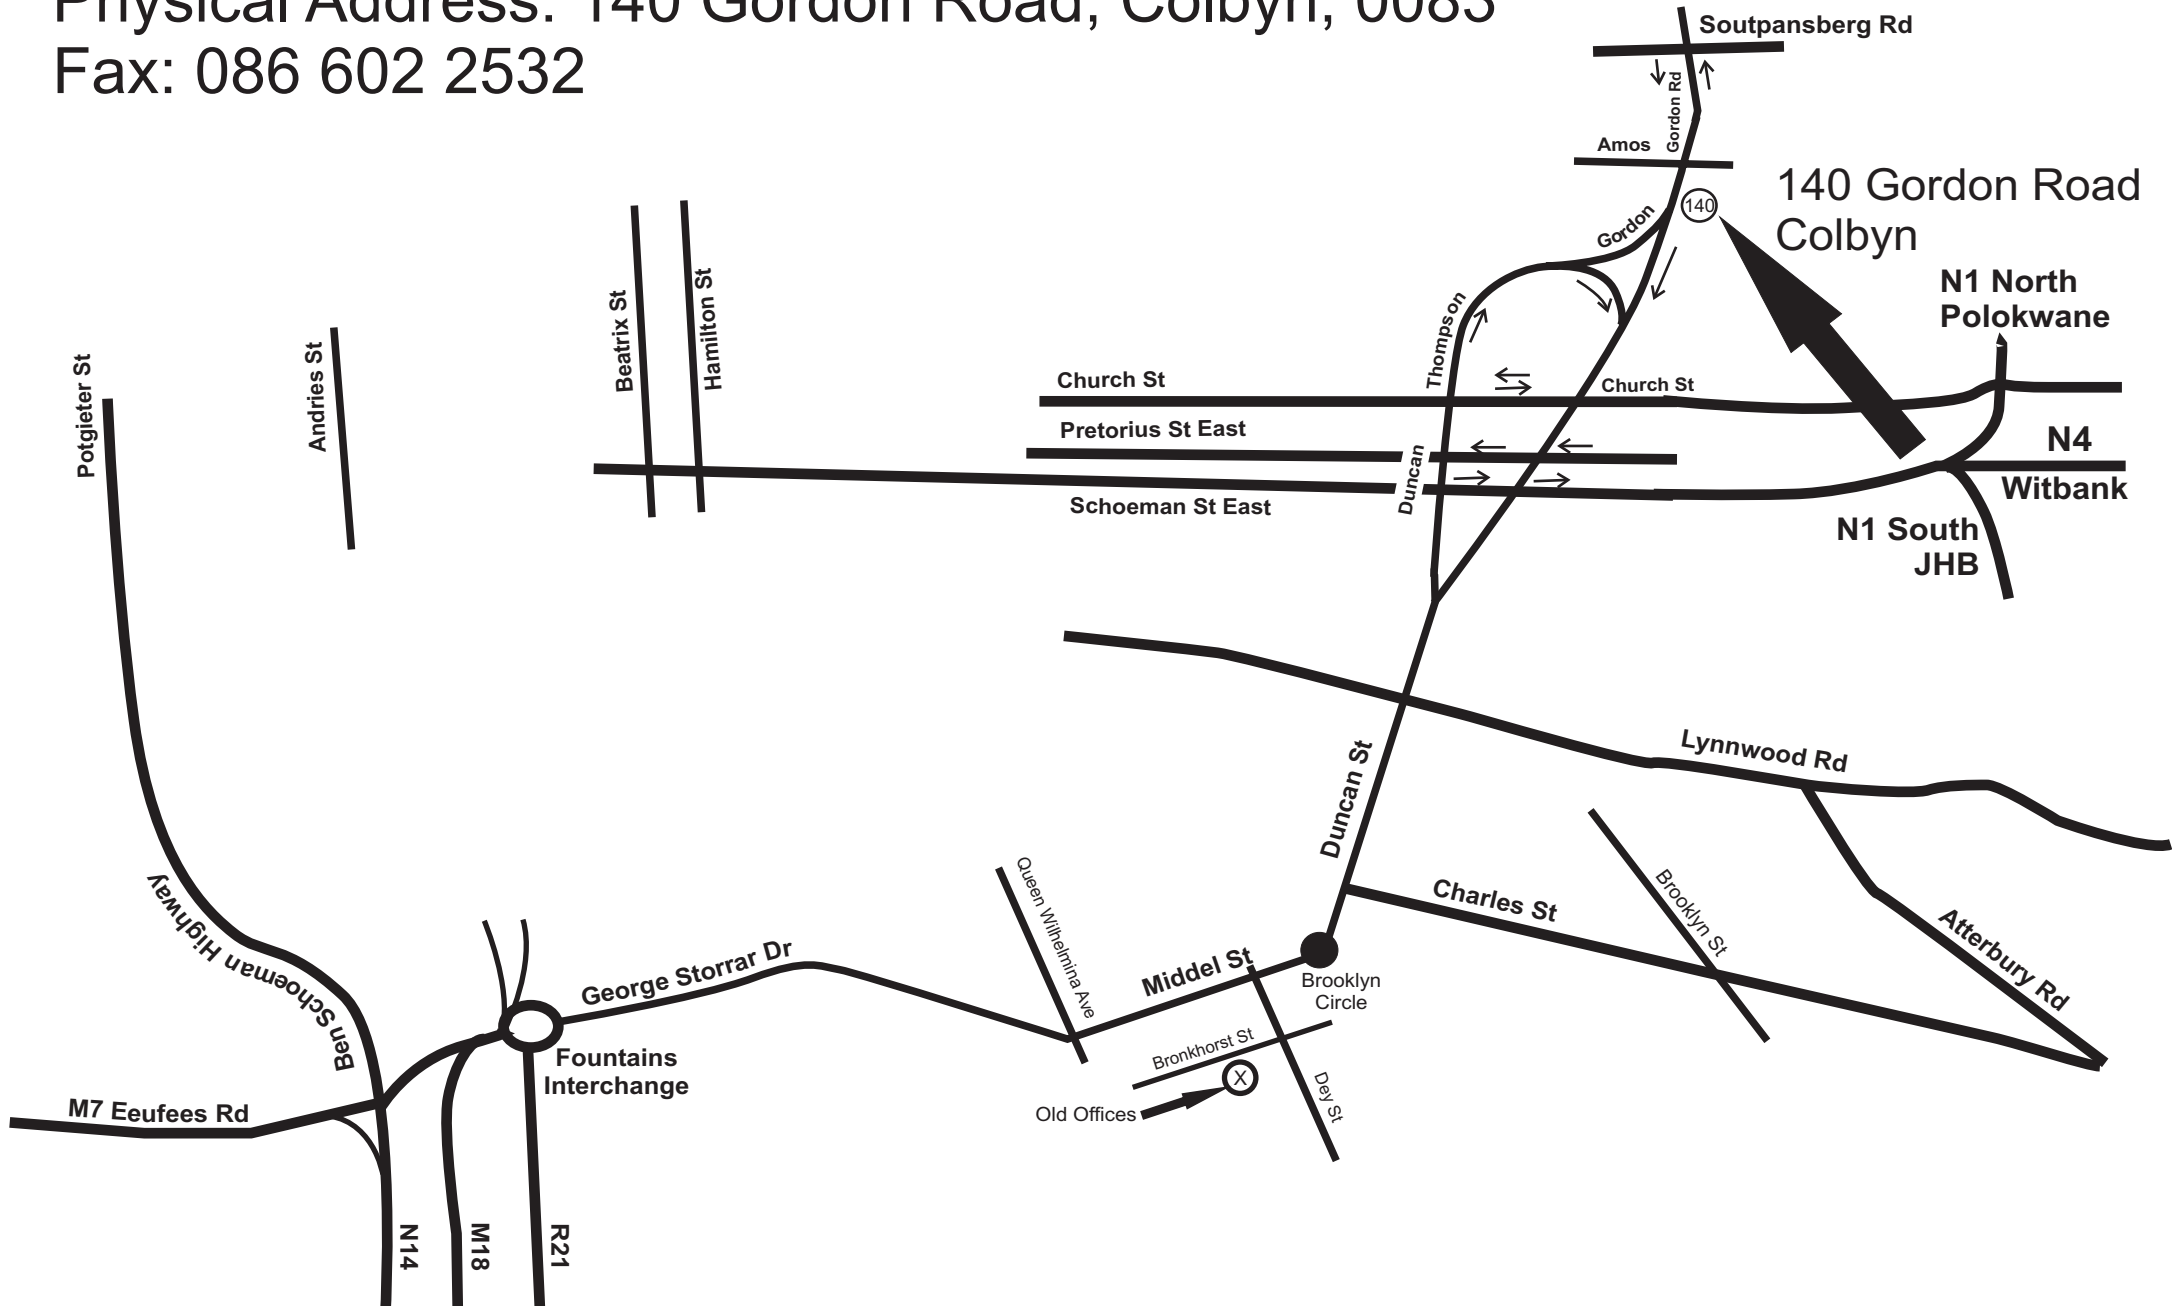 Physical Address: 140 Gordon Road, Colbyn, 0083
Fax: 086 602 2532
Soutpansberg Rd
Gordon Rd
Amos
140 Gordon Road
Colbyn
140
Gordon
N1 North
Polokwane
Beatrix St
Hamilton St
Thompson
Andries St
Potgieter St
Church St
Church St
Pretorius St East
N4
Duncan
Witbank
Schoeman St East
N1 South
JHB
Lynnwood Rd
Duncan St
Charles St
Brooklyn St
Atterbury Rd
Queen Wilhelmina Ave
Ben Schoeman Highway
George Storrar Dr
Middel St
Brooklyn
Circle
Fountains
Interchange
Bronkhorst St
X
Old Offices
Dey St
M7 Eeufees Rd
N14
M18
R21